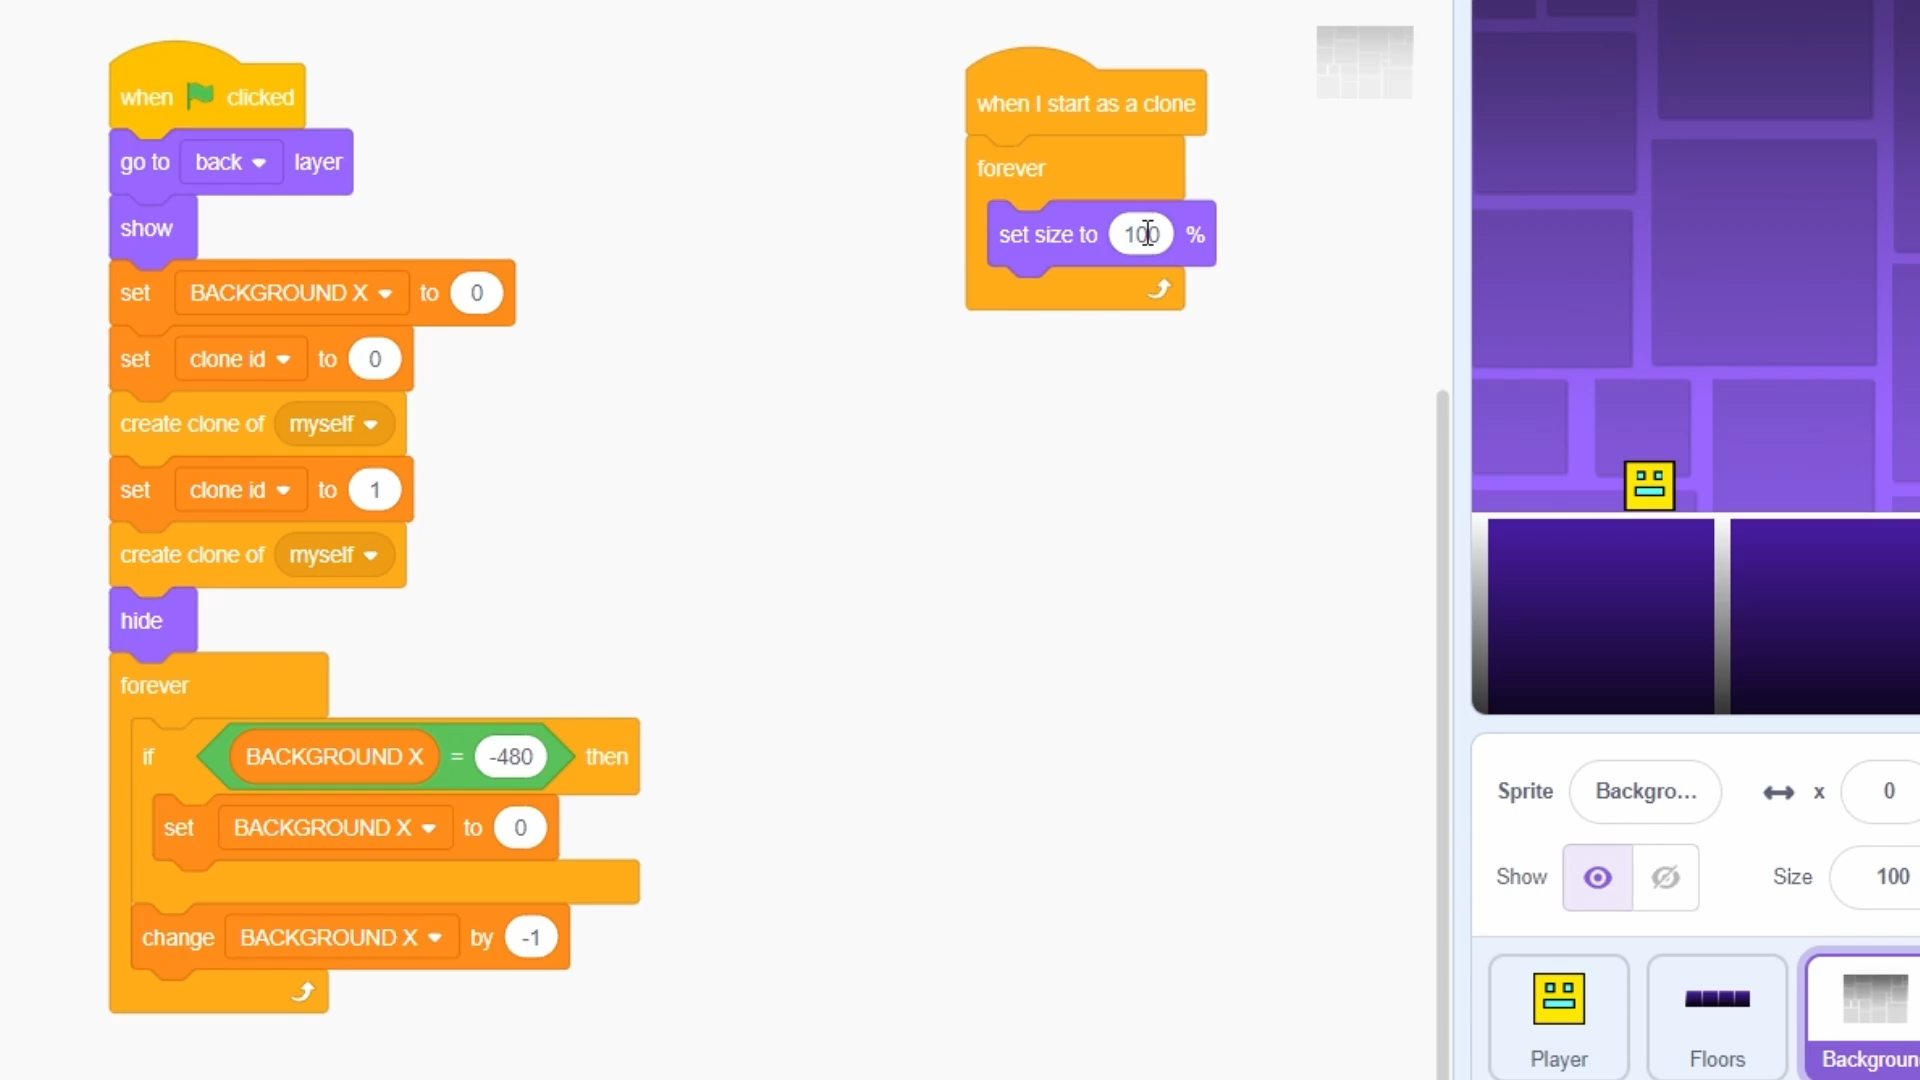 when clicked
go to back layer
show
set BACKGROUND X to 0
set clone id to 0
create clone of myself
set clone id to 1
create clone of myself
hide
forever
if BACKGROUND X = -480 then
set BACKGROUND X to 0
change BACKGROUND X by -1
when I start as a clone
forever
set size to 100 %
Sprite Backgro... x 0
Show Size 100
Player Floors Backgroun